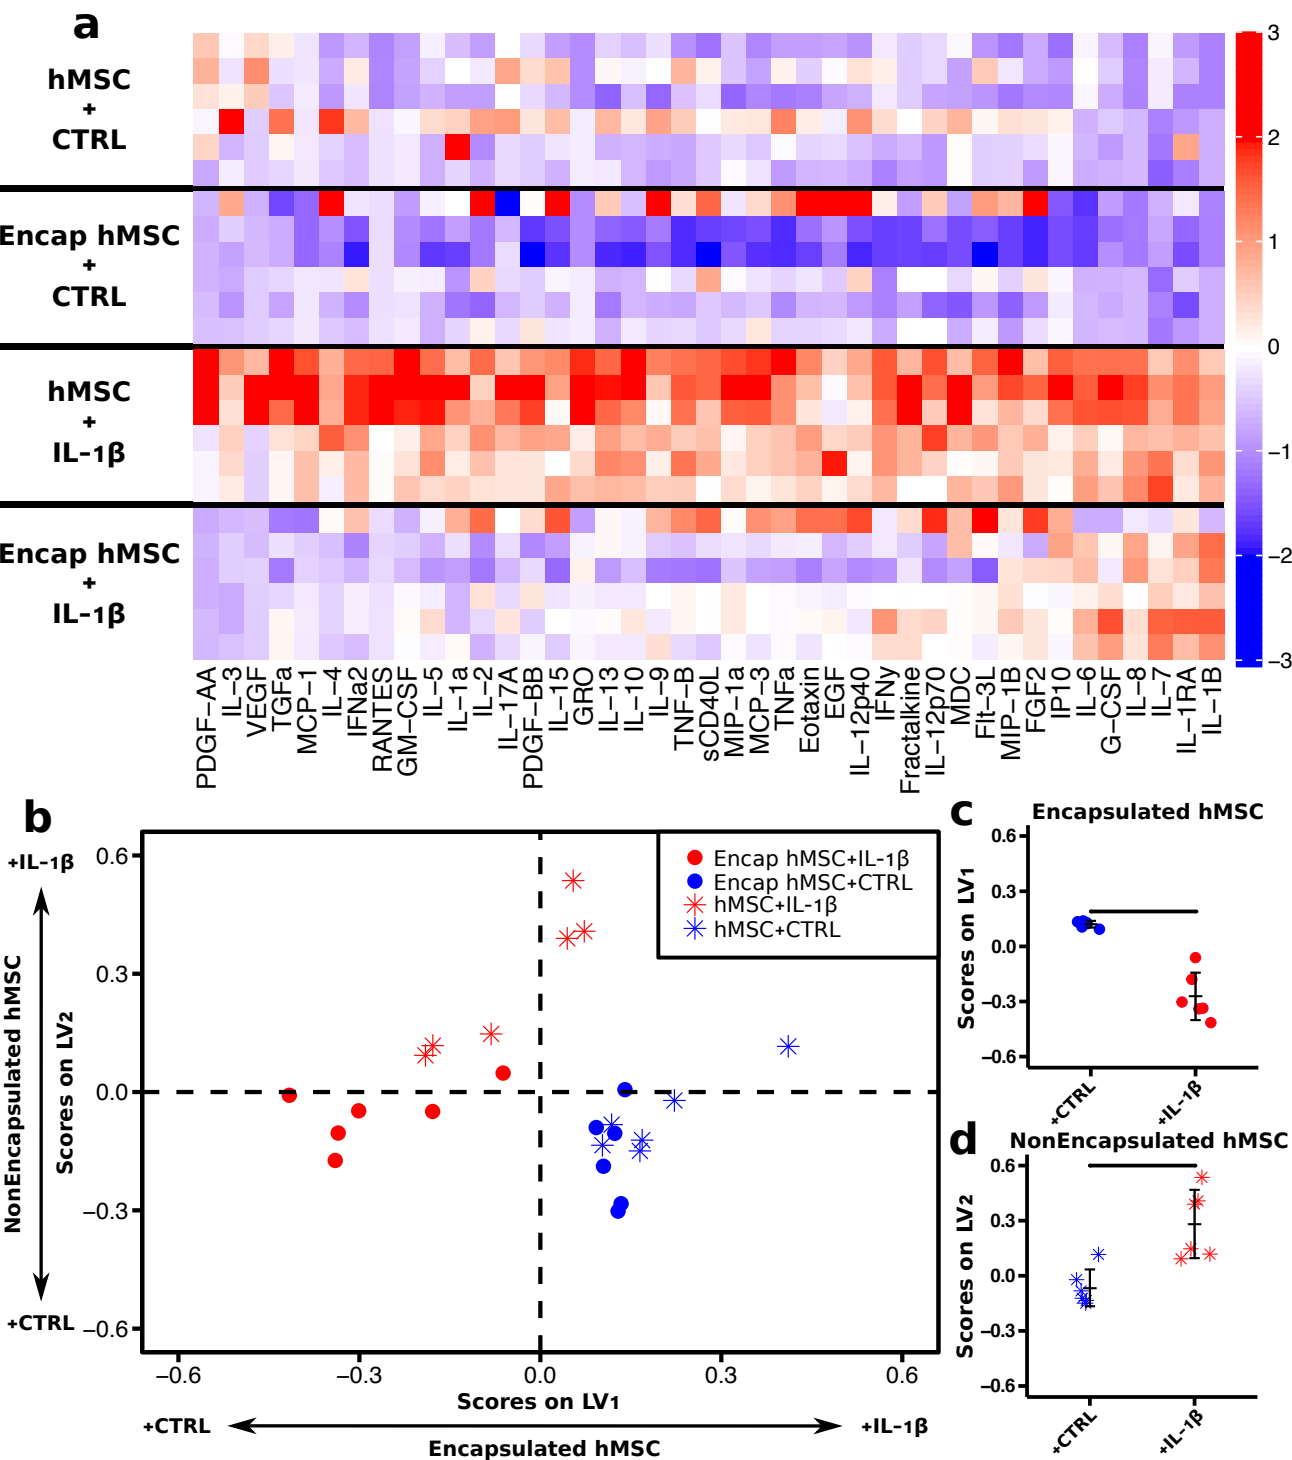 a
hMSC
+
CTRL
Encap hMSC
+
CTRL
hMSC
+
IL-1β
Encap hMSC
+
IL-1β
3
2
1
0
−1
−2
−3
PDGF−AA
IL−3
VEGF
TGFa
MCP−1
IL−4
IFNa2
RANTES
GM−CSF
IL−5
IL−1a
IL−2
IL−17A
PDGF−BB
IL−15
GRO
IL−13
IL−10
IL−9
TNF−B
sCD40L
MIP−1a
MCP−3
TNFa
Eotaxin
EGF
IL−12p40
IFNy
Fractalkine
IL−12p70
MDC
Flt−3L
MIP−1B
FGF2
IP10
IL−6
G−CSF
IL−8
IL−7
IL−1RA
IL−1B
b
+IL-1β
NonEncapsulated hMSC
+CTRL
Scores on LV2
0.6
0.3
0.0
−0.3
−0.6
Encap hMSC+IL-1β
Encap hMSC+CTRL
hMSC+IL-1β
hMSC+CTRL
−0.6
−0.3
0.0
0.3
0.6
Scores on LV1
+CTRL
+IL-1β
Encapsulated hMSC
c
Encapsulated hMSC
Scores on LV1
0.6
0.3
0.0
−0.3
−0.6
+CTRL
+IL-1β
d
NonEncapsulated hMSC
Scores on LV2
0.6
0.3
0.0
−0.3
−0.6
+CTRL
+IL-1β